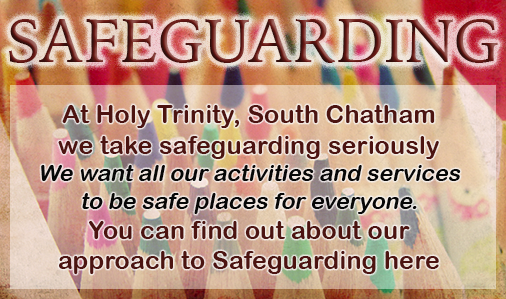 SAFEGUARDING
At Holy Trinity, South Chatham
we take safeguarding seriously
We want all our activities and services
to be safe places for everyone.
You can find out about our
approach to Safeguarding here